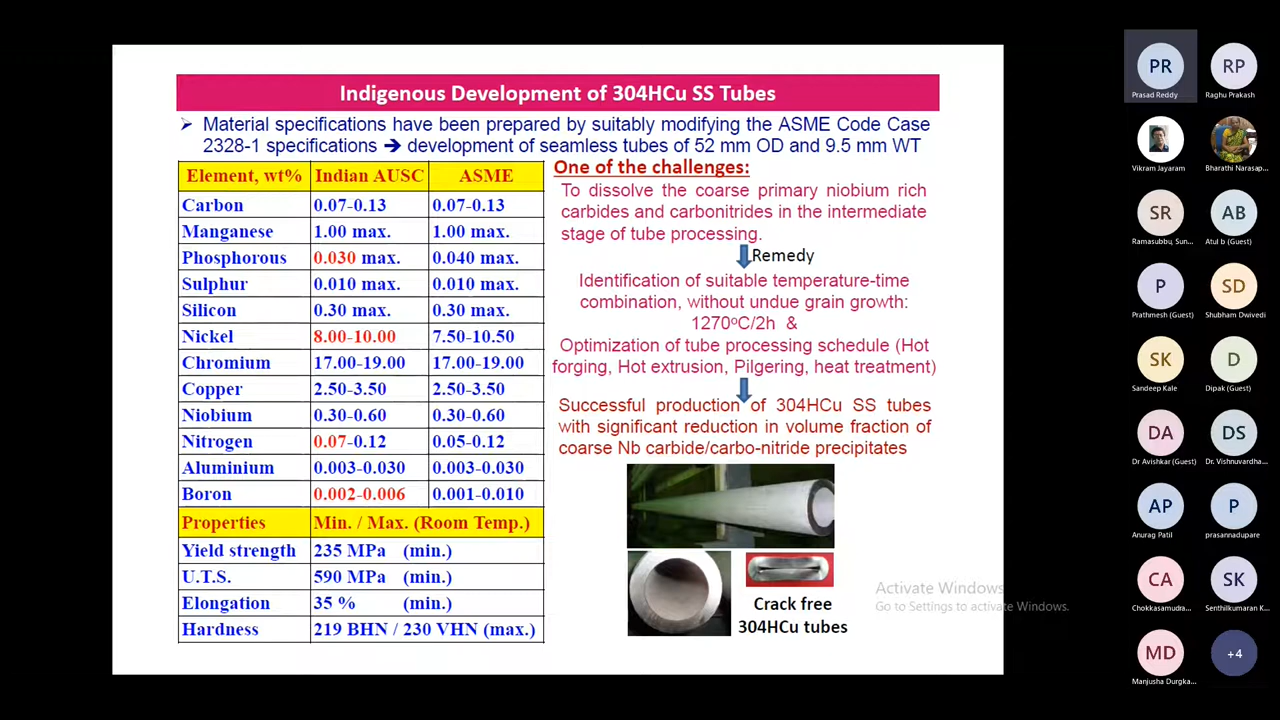 Indigenous Development of 304HCu SS Tubes
➢ Material specifications have been prepared by suitably modifying the ASME Code Case
2328-1 specifications ➔ development of seamless tubes of 52 mm OD and 9.5 mm WT
Element, wt% Indian AUSC ASME
Carbon 0.07-0.13 0.07-0.13
Manganese 1.00 max. 1.00 max.
Phosphorous 0.030 max. 0.040 max.
Sulphur 0.010 max. 0.010 max.
Silicon 0.30 max. 0.30 max.
Nickel 8.00-10.00 7.50-10.50
Chromium 17.00-19.00 17.00-19.00
Copper 2.50-3.50 2.50-3.50
Niobium 0.30-0.60 0.30-0.60
Nitrogen 0.07-0.12 0.05-0.12
Aluminium 0.003-0.030 0.003-0.030
Boron 0.002-0.006 0.001-0.010
Properties Min. / Max. (Room Temp.)
Yield strength 235 MPa (min.)
U.T.S. 590 MPa (min.)
Elongation 35 % (min.)
Hardness 219 BHN / 230 VHN (max.)
One of the challenges:
To dissolve the coarse primary niobium rich
carbides and carbonitrides in the intermediate
stage of tube processing.
Remedy
Identification of suitable temperature-time
combination, without undue grain growth:
1270ºC/2h &
Optimization of tube processing schedule (Hot
forging, Hot extrusion, Pilgering, heat treatment)
Successful production of 304HCu SS tubes
with significant reduction in volume fraction of
coarse Nb carbide/carbo-nitride precipitates
Crack free
304HCu tubes
Activate Windows
Go to Settings to activate Windows.
PR RP
Prasad Reddy Raghu Prakash
Vikram Jayaram Bharathi Narasap...
SR AB
Ramasubbu, Sun... Atul b (Guest)
P SD
Prathmesh (Guest) Shubham Dwivedi
SK D
Sandeep Kale Dipak (Guest)
DA DS
Dr Avishkar (Guest) Dr. Vishnuvardha...
AP P
Anurag Patil prasannadupare
CA SK
Chokkasamudra... Senthilkumaran K...
MD +4
Manjusha Durgka...